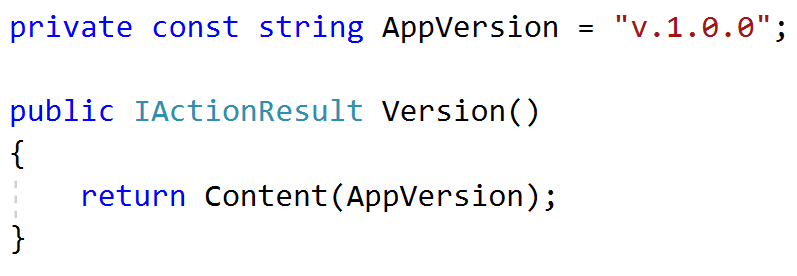 private const string AppVersion = "v.1.0.0";
public IActionResult Version()
{
return Content(AppVersion);
}